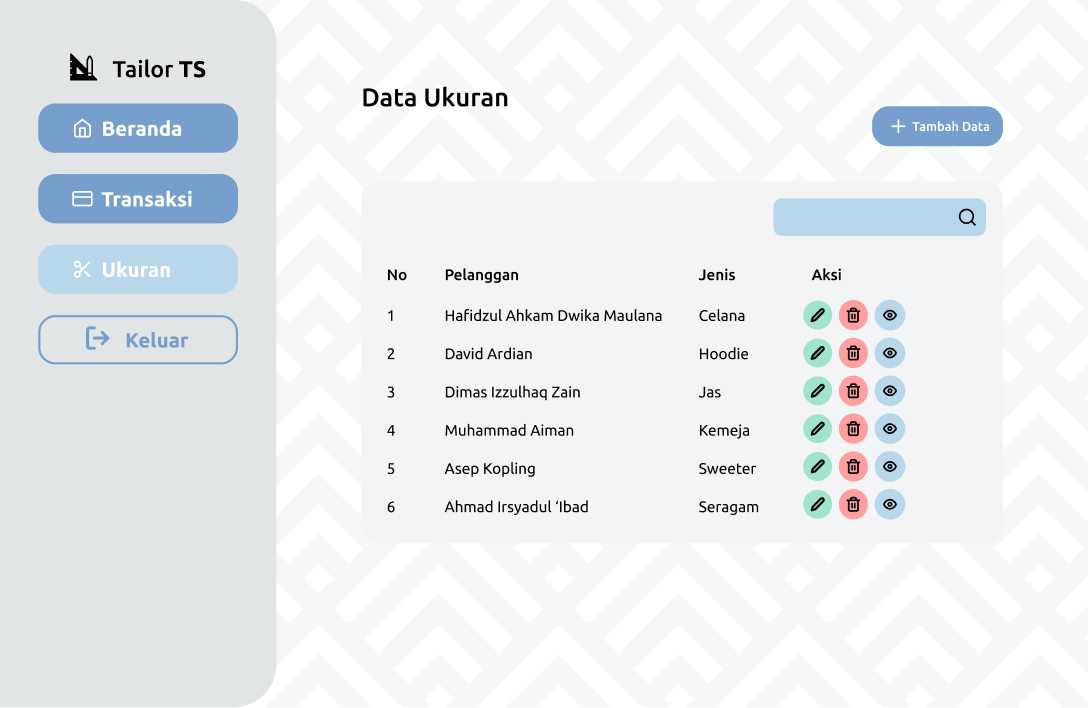 Tailor TS
Beranda
Transaksi
Ukuran
Keluar
Data Ukuran
Tambah Data
No Pelanggan Jenis Aksi
1 Hafidzul Ahkam Dwika Maulana Celana
2 David Ardian Hoodie
3 Dimas Izzulhaq Zain Jas
4 Muhammad Aiman Kemeja
5 Asep Kopling Sweeter
6 Ahmad Irsyadul ‘Ibad Seragam